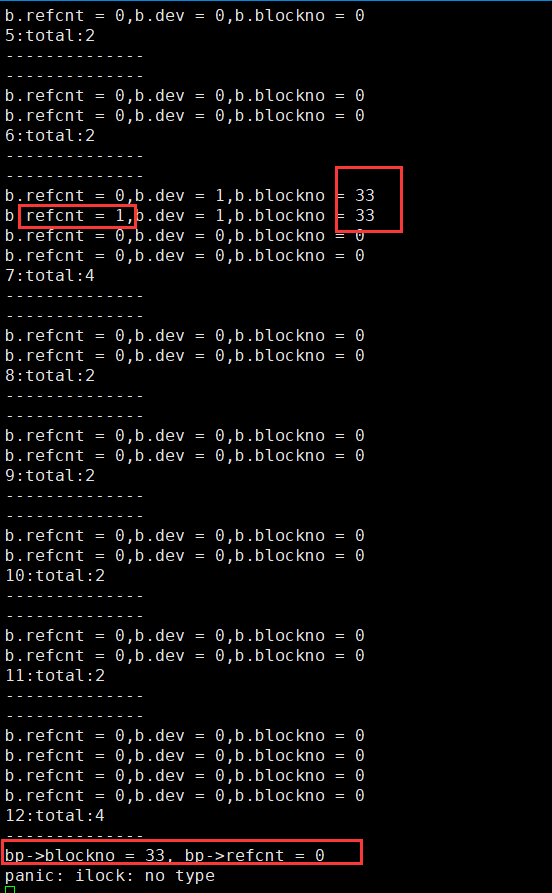 b.refcnt = 0,b.dev = 0,b.blockno = 0
5:total:2
--------------
--------------
b.refcnt = 0,b.dev = 0,b.blockno = 0
b.refcnt = 0,b.dev = 0,b.blockno = 0
6:total:2
--------------
--------------
b.refcnt = 0,b.dev = 1,b.blockno = 33
b.refcnt = 1,b.dev = 1,b.blockno = 33
b.refcnt = 0,b.dev = 0,b.blockno = 0
b.refcnt = 0,b.dev = 0,b.blockno = 0
7:total:4
--------------
--------------
b.refcnt = 0,b.dev = 0,b.blockno = 0
b.refcnt = 0,b.dev = 0,b.blockno = 0
8:total:2
--------------
--------------
b.refcnt = 0,b.dev = 0,b.blockno = 0
b.refcnt = 0,b.dev = 0,b.blockno = 0
9:total:2
--------------
--------------
b.refcnt = 0,b.dev = 0,b.blockno = 0
b.refcnt = 0,b.dev = 0,b.blockno = 0
10:total:2
--------------
--------------
b.refcnt = 0,b.dev = 0,b.blockno = 0
b.refcnt = 0,b.dev = 0,b.blockno = 0
11:total:2
--------------
--------------
b.refcnt = 0,b.dev = 0,b.blockno = 0
b.refcnt = 0,b.dev = 0,b.blockno = 0
b.refcnt = 0,b.dev = 0,b.blockno = 0
b.refcnt = 0,b.dev = 0,b.blockno = 0
12:total:4
--------------
bp->blockno = 33, bp->refcnt = 0
panic: ilock: no type